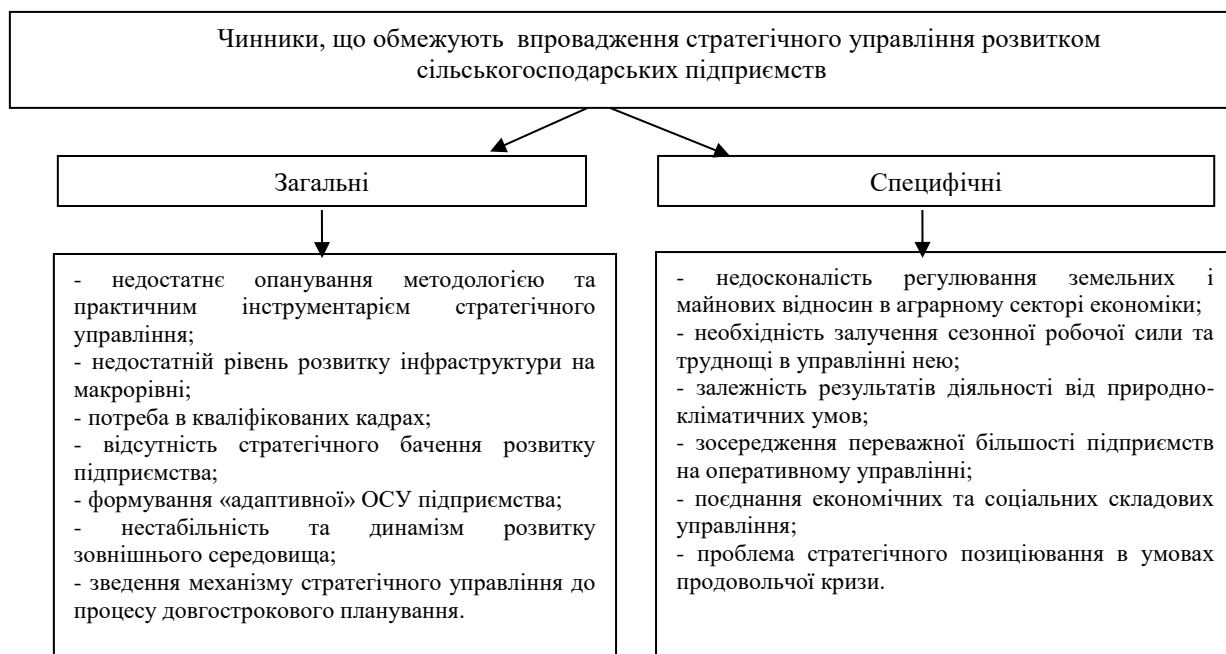 Чинники, що обмежують впровадження стратегічного управління розвитком
сільськогосподарських підприємств
Загальні
Специфічні
- недостатнє опанування методологією та
практичним інструментарієм стратегічного
управління;
- недостатній рівень розвитку інфраструктури на
макрорівні;
- потреба в кваліфікованих кадрах;
- відсутність стратегічного бачення розвитку
підприємства;
- формування «адаптивної» ОСУ підприємства;
- нестабільність та динамізм розвитку
зовнішнього середовища;
- зведення механізму стратегічного управління до
процесу довгострокового планування.
- недосконалість регулювання земельних і
майнових відносин в аграрному секторі економіки;
- необхідність залучення сезонної робочої сили та
труднощі в управлінні нею;
- залежність результатів діяльності від природно-
кліматичних умов;
- зосередження переважної більшості підприємств
на оперативному управлінні;
- поєднання економічних та соціальних складових
управління;
- проблема стратегічного позиціювання в умовах
продовольчої кризи.